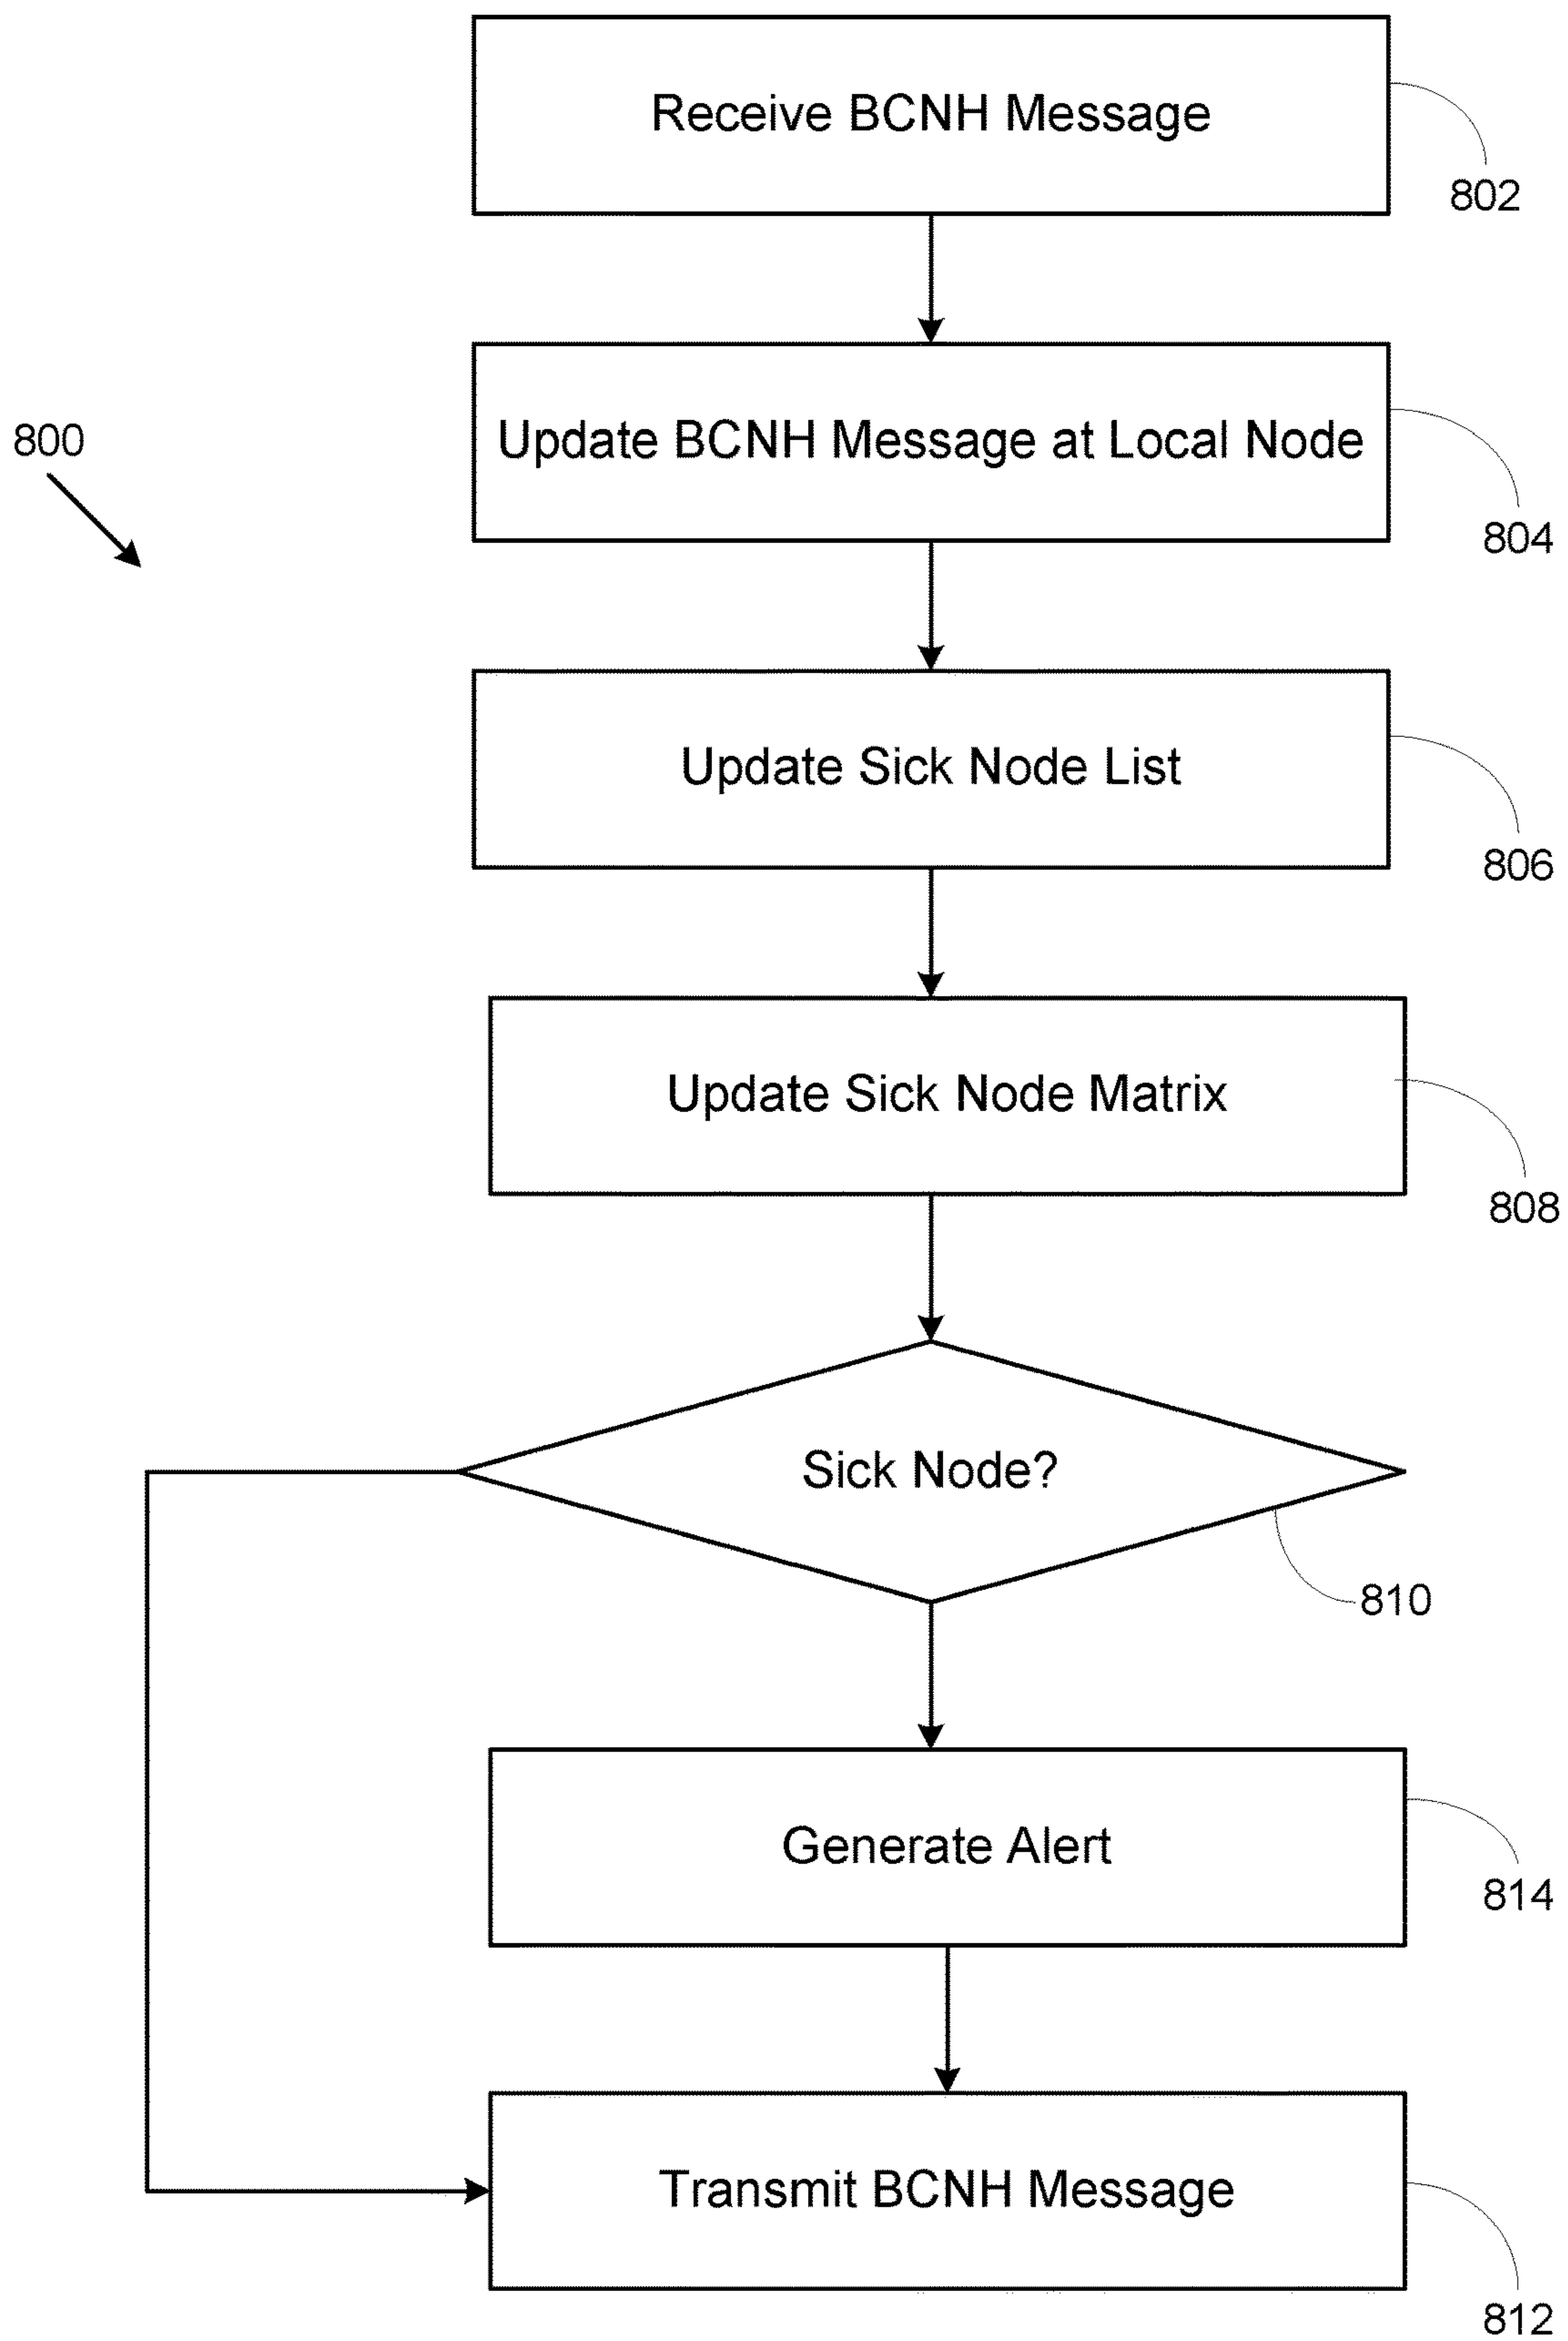 Receive BCNH Message
802
800
Update BCNH Message at Local Node
804
Update Sick Node List
806
Update Sick Node Matrix
808
Sick Node?
810
Generate Alert
814
Transmit BCNH Message
812